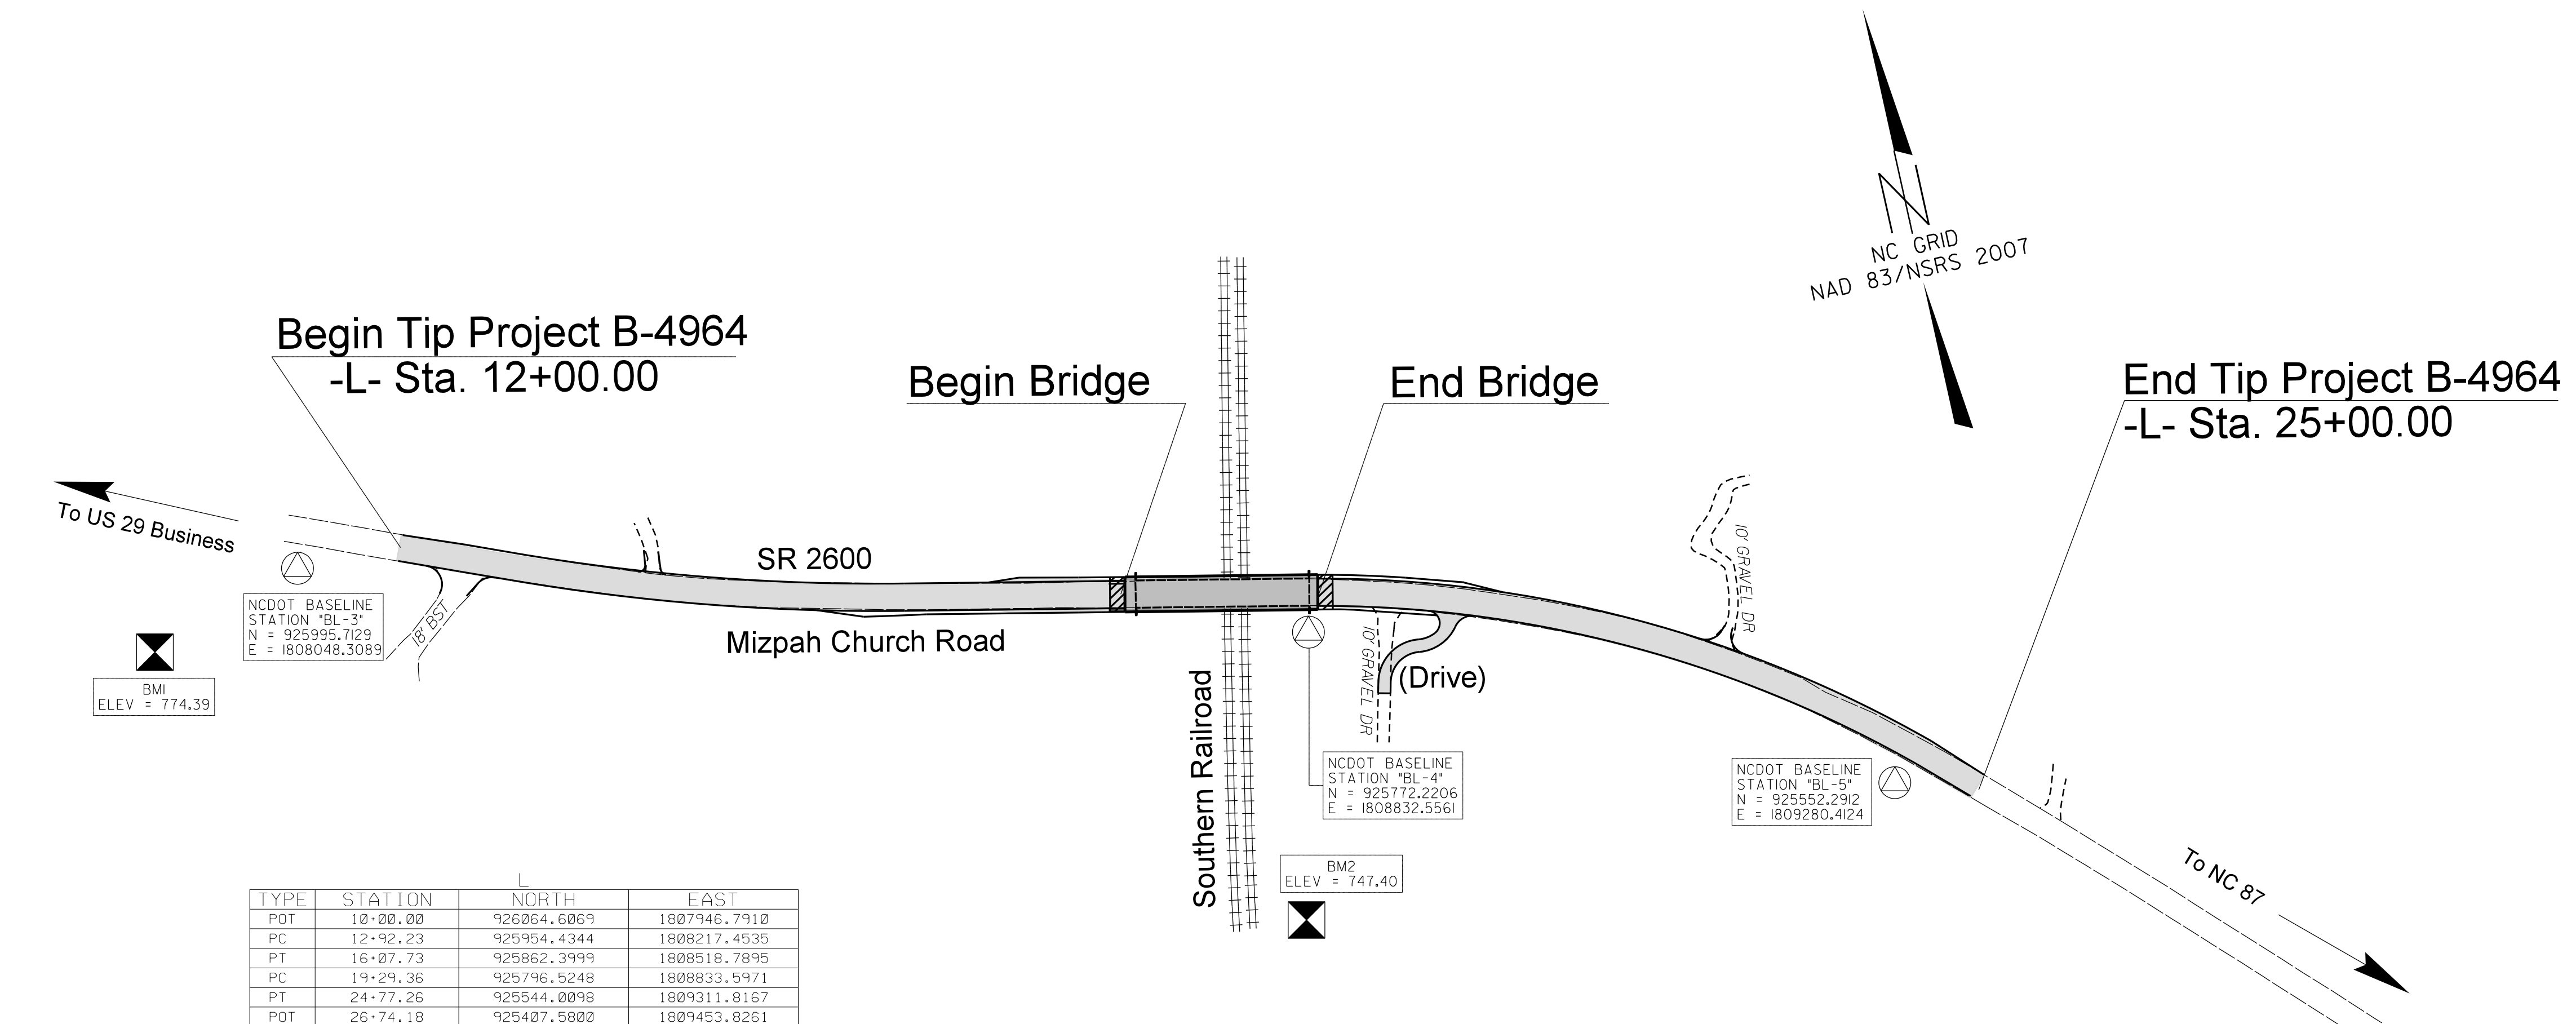 NC GRID
NAD 83/NSRS 2007
Begin Tip Project B-4964
-L- Sta. 12+00.00
Begin Bridge
End Bridge
End Tip Project B-4964
-L- Sta. 25+00.00
To US 29 Business
SR 2600
Mizpah Church Road
18' BST
10' GRAVEL DR
10' GRAVEL DR
(Drive)
Southern Railroad
NCDOT BASELINE
STATION "BL-3"
N = 925995.7129
E = 1808048.3089
BM1
ELEV = 774.39
NCDOT BASELINE
STATION "BL-4"
N = 925772.2206
E = 1808832.5561
NCDOT BASELINE
STATION "BL-5"
N = 925552.2912
E = 1809280.4124
BM2
ELEV = 747.40
To NC 87
L
TYPE STATION NORTH EAST
POT 10+00.00 926064.6069 1807946.7910
PC 12+92.23 925954.4344 1808217.4535
PT 16+07.73 925862.3999 1808518.7895
PC 19+29.36 925796.5248 1808833.5971
PT 24+77.26 925544.0098 1809311.8167
POT 26+74.18 925407.5800 1809453.8261